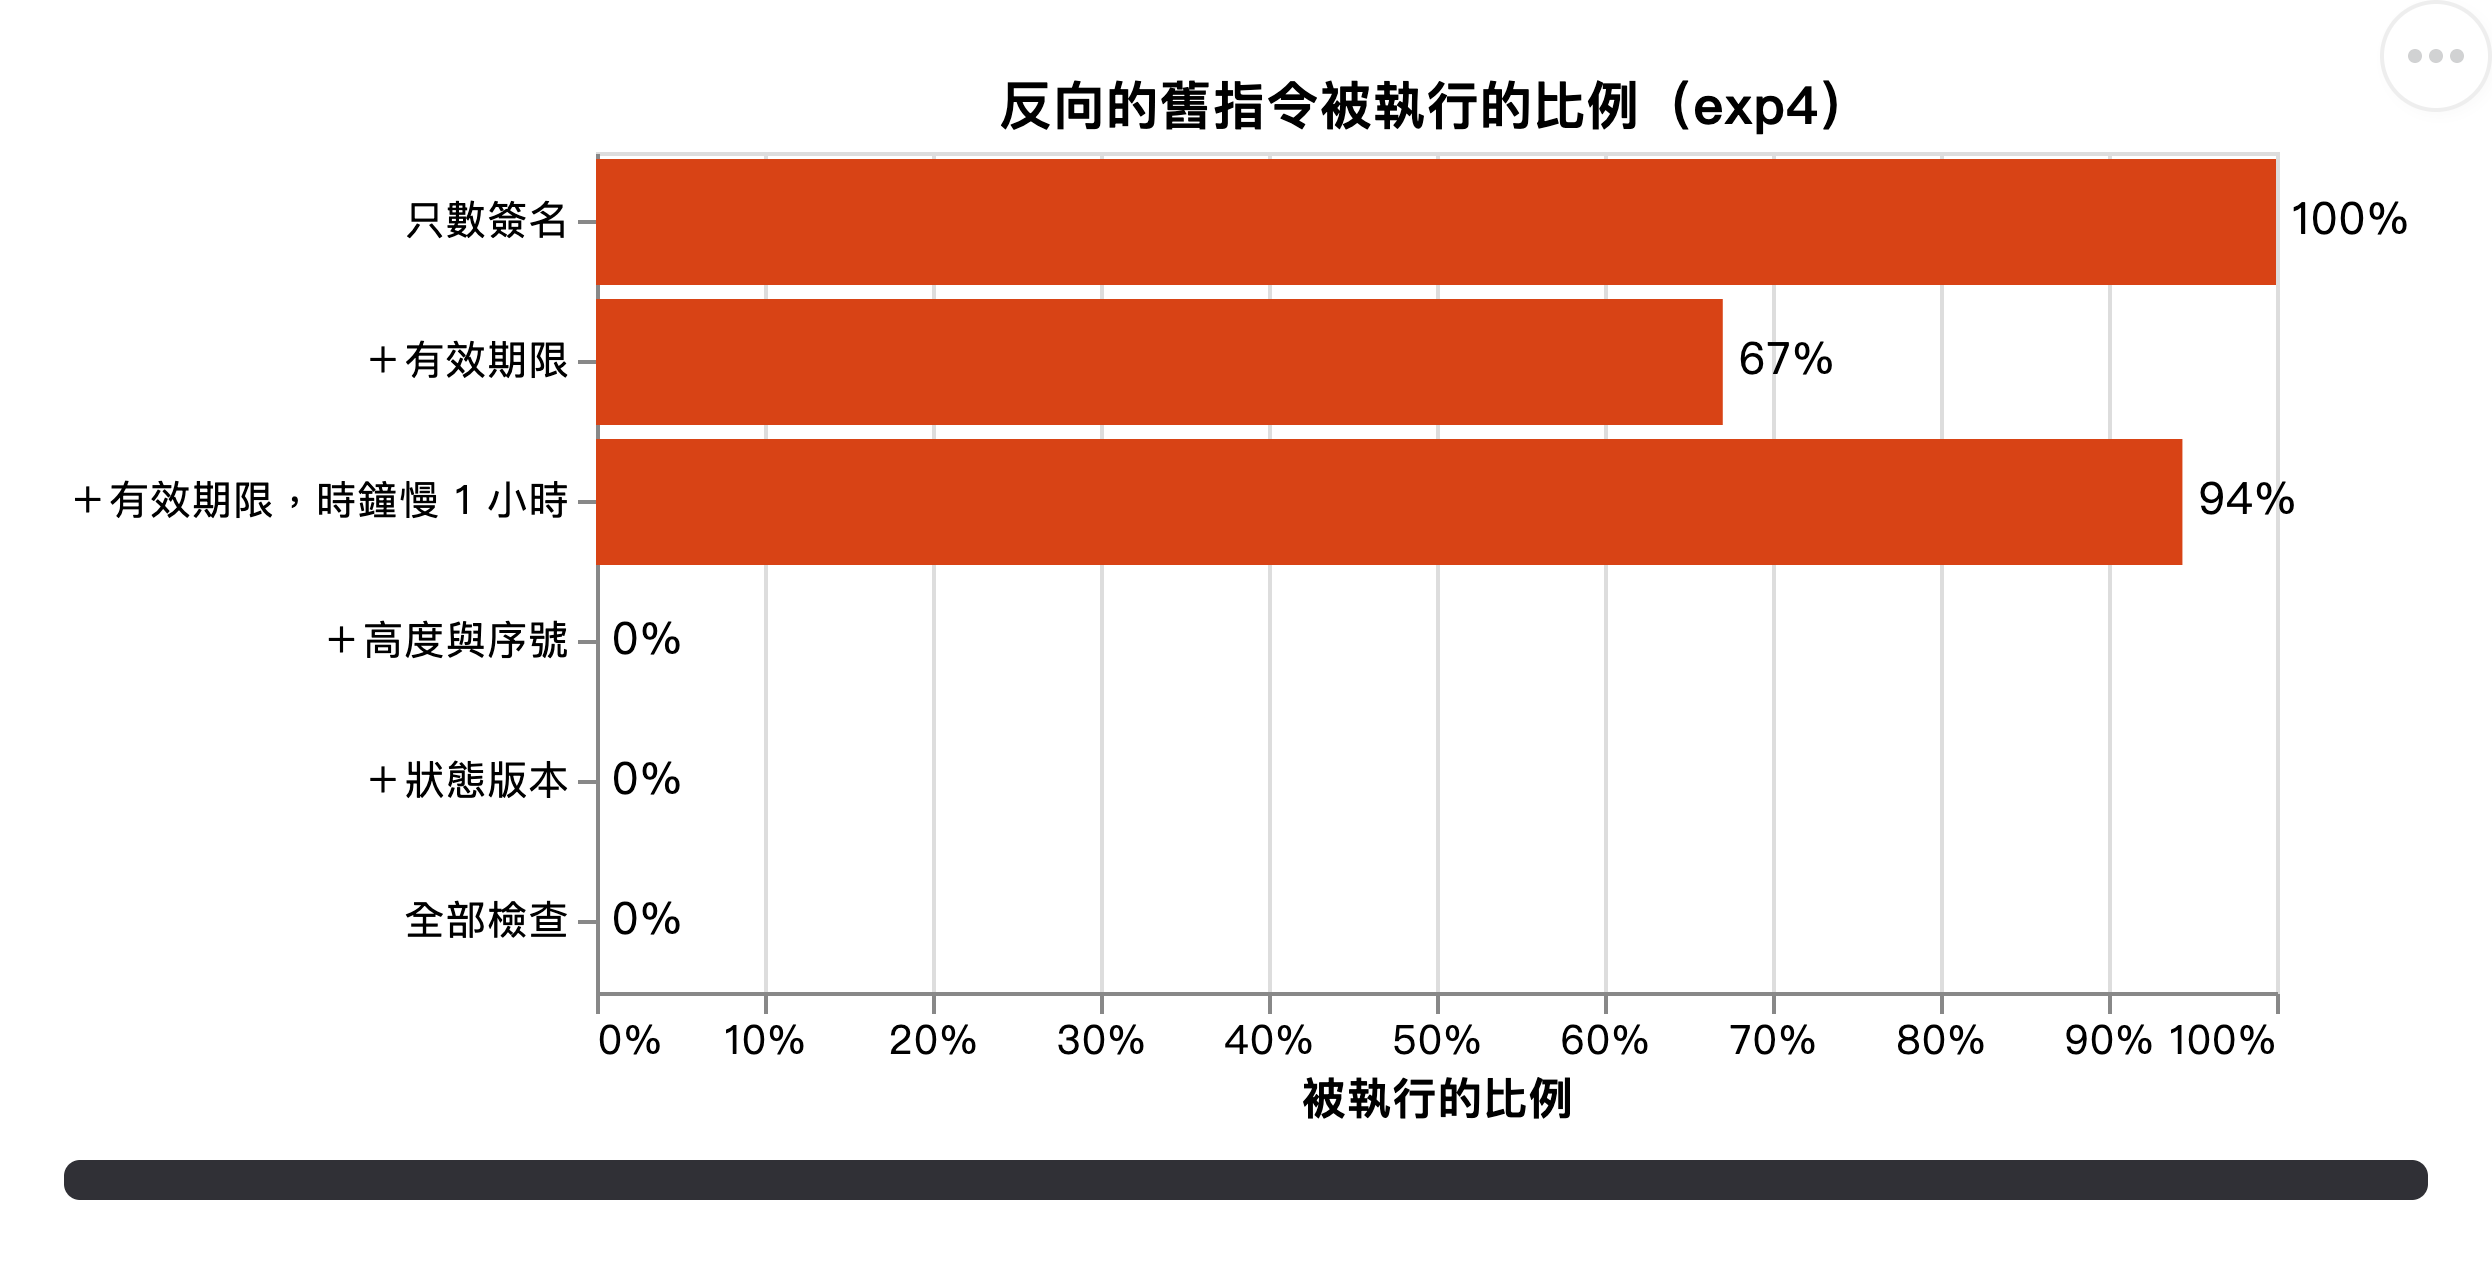 反向的舊指令被執行的比例（exp4）
只數簽名 100%
＋有效期限 67%
＋有效期限，時鐘慢 1 小時 94%
＋高度與序號 0%
＋狀態版本 0%
全部檢查 0%
0% 10% 20% 30% 40% 50% 60% 70% 80% 90% 100%
被執行的比例